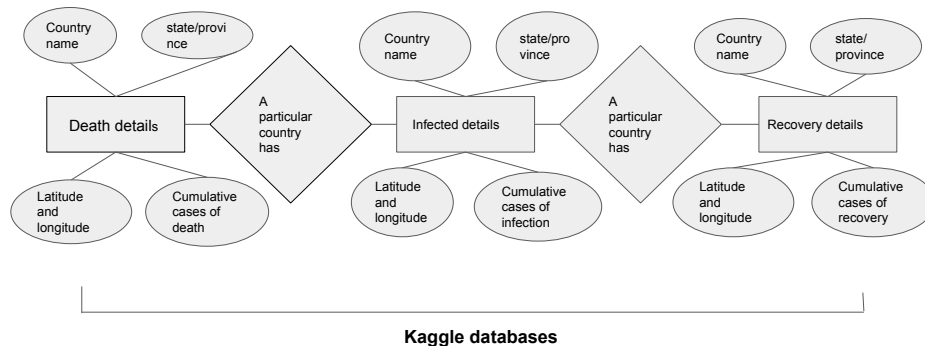 Country
name
state/provi
nce
Country
name
state/pro
vince
Country
name
state/
province
Death details
A
particular
country
has
Infected details
A
particular
country
has
Recovery details
Latitude
and
longitude
Cumulative
cases of
death
Latitude
and
longitude
Cumulative
cases of
infection
Latitude
and
longitude
Cumulative
cases of
recovery
Kaggle databases